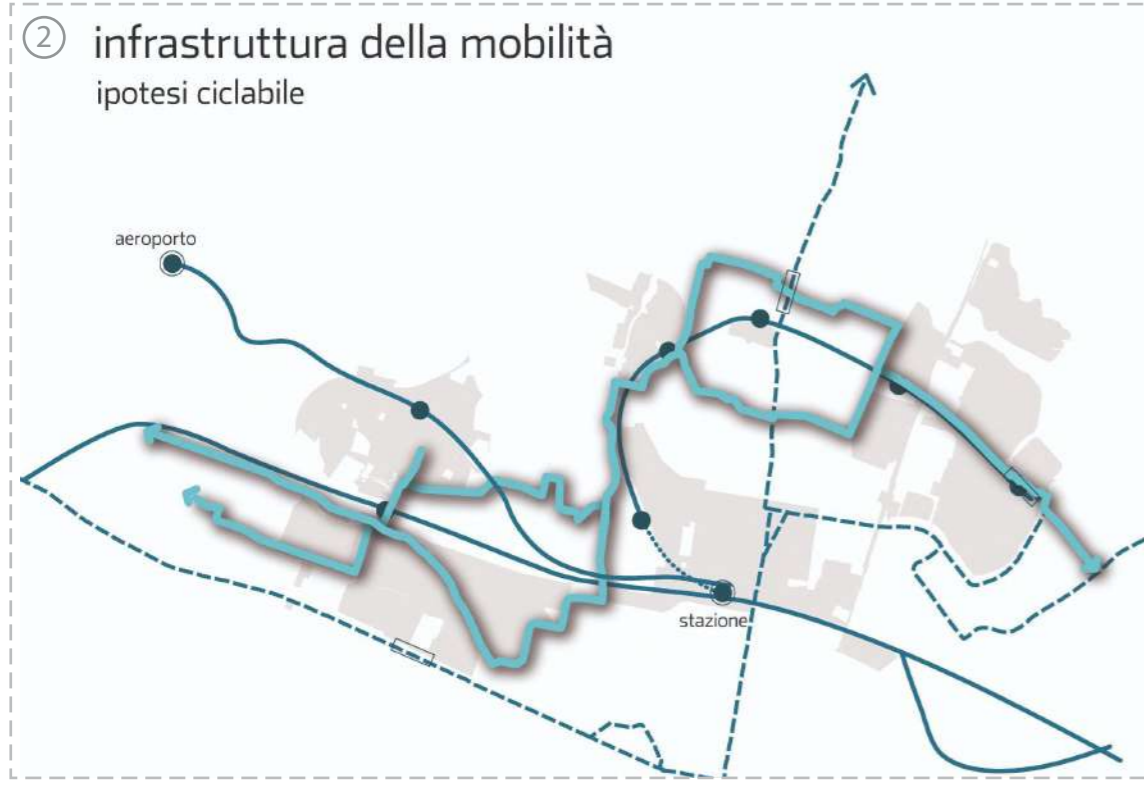 2
infrastruttura della mobilità
ipotesi ciclabile
aeroporto
stazione